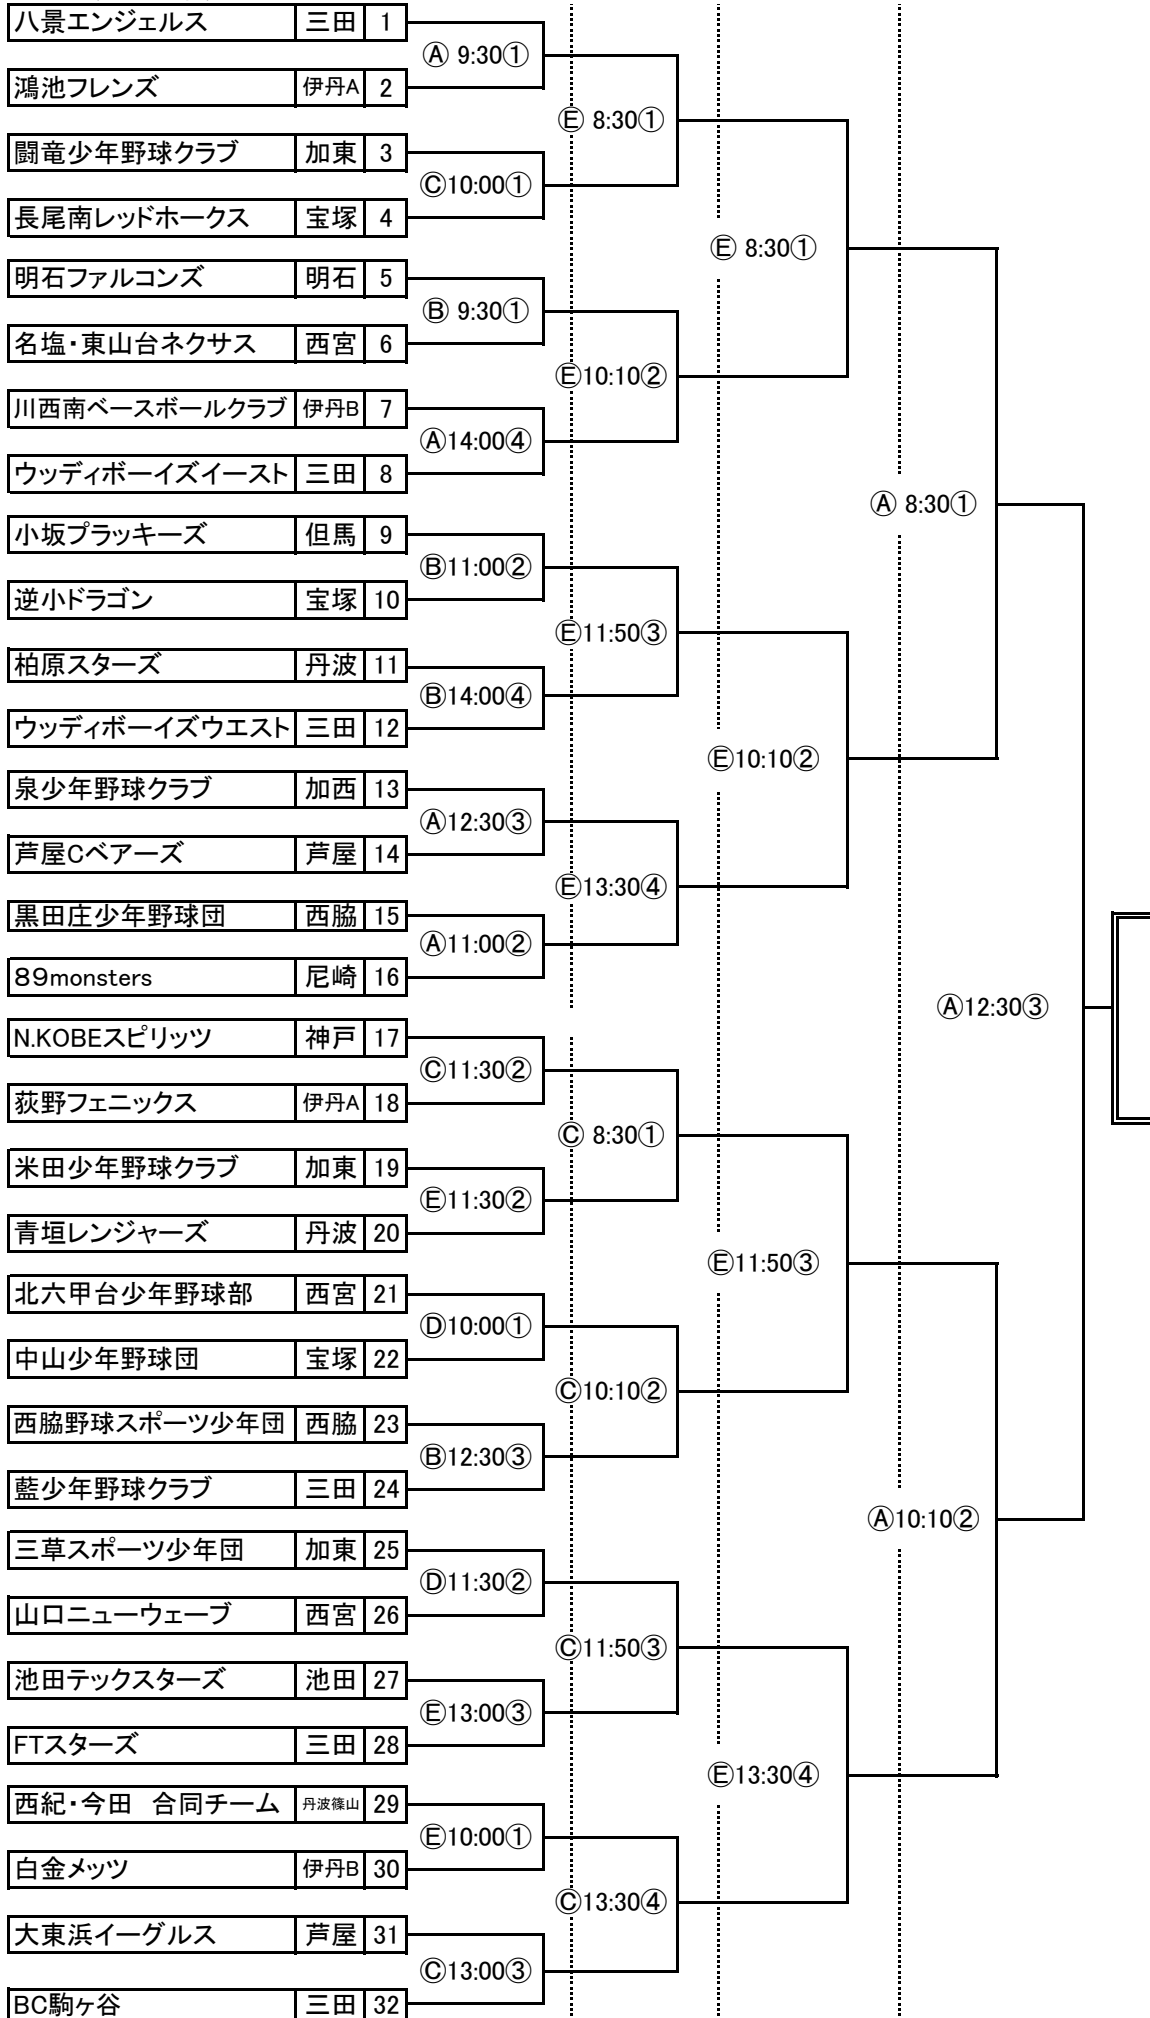 八景エンジェルス 三田 1
Ⓐ 9:30①
鴻池フレンズ 伊丹A 2
Ⓔ 8:30①
闘竜少年野球クラブ 加東 3
Ⓒ10:00①
長尾南レッドホークス 宝塚 4
Ⓔ 8:30①
明石ファルコンズ 明石 5
Ⓑ 9:30①
名塩・東山台ネクサス 西宮 6
Ⓔ10:10②
川西南ベースボールクラブ 伊丹B 7
Ⓐ14:00④
ウッディボーイズイースト 三田 8
Ⓐ 8:30①
小坂プラッキーズ 但馬 9
Ⓑ11:00②
逆小ドラゴン 宝塚 10
Ⓔ11:50③
柏原スターズ 丹波 11
Ⓑ14:00④
ウッディボーイズウエスト 三田 12
Ⓔ10:10②
泉少年野球クラブ 加西 13
Ⓐ12:30③
芦屋Cベアーズ 芦屋 14
Ⓔ13:30④
黒田庄少年野球団 西脇 15
Ⓐ11:00②
89monsters 尼崎 16
Ⓐ12:30③
N.KOBEスピリッツ 神戸 17
Ⓒ11:30②
荻野フェニックス 伊丹A 18
Ⓒ 8:30①
米田少年野球クラブ 加東 19
Ⓔ11:30②
青垣レンジャーズ 丹波 20
Ⓔ11:50③
北六甲台少年野球部 西宮 21
Ⓓ10:00①
中山少年野球団 宝塚 22
Ⓒ10:10②
西脇野球スポーツ少年団 西脇 23
Ⓑ12:30③
藍少年野球クラブ 三田 24
Ⓐ10:10②
三草スポーツ少年団 加東 25
Ⓓ11:30②
山口ニューウェーブ 西宮 26
Ⓒ11:50③
池田テックスターズ 池田 27
Ⓔ13:00③
FTスターズ 三田 28
Ⓔ13:30④
西紀・今田 合同チーム 丹波篠山 29
Ⓔ10:00①
白金メッツ 伊丹B 30
Ⓒ13:30④
大東浜イーグルス 芦屋 31
Ⓒ13:00③
BC駒ヶ谷 三田 32